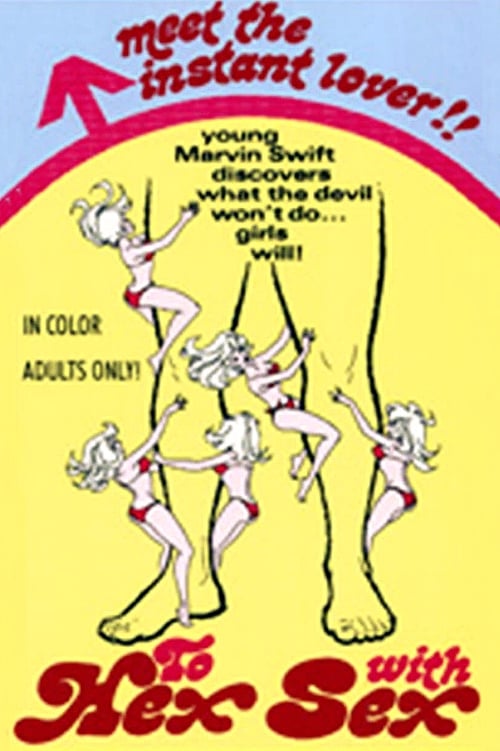 meet the
instant lover!!
young
Marvin Swift
discovers
what the devil
won't do...
girls
will!
IN COLOR
ADULTS ONLY!
To
Hex with
Sex